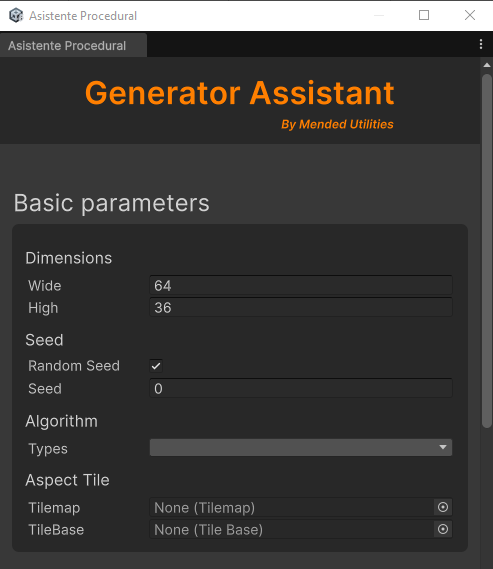 Asistente Procedural
Asistente Procedural
Generator Assistant
By Mended Utilities
Basic parameters
Dimensions
Wide 64
High 36
Seed
Random Seed
Seed 0
Algorithm
Types
Aspect Tile
Tilemap None (Tilemap)
TileBase None (Tile Base)